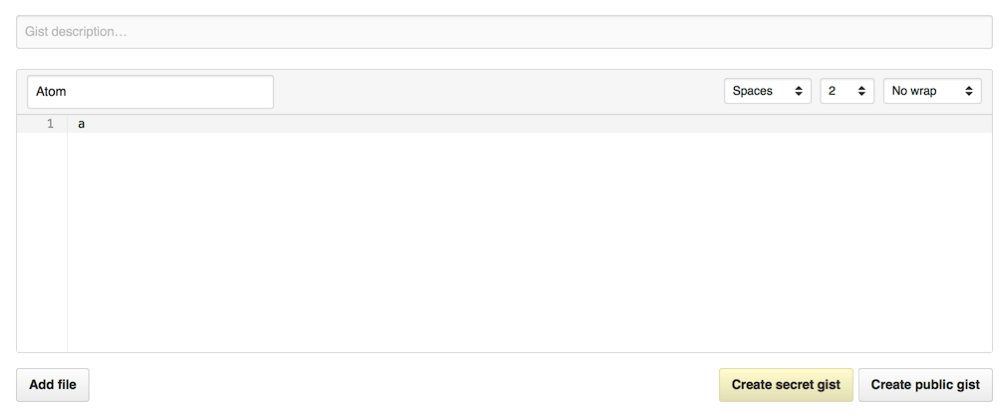 Gist description...
Atom
Spaces 2 No wrap
1 a
Add file Create secret gist Create public gist